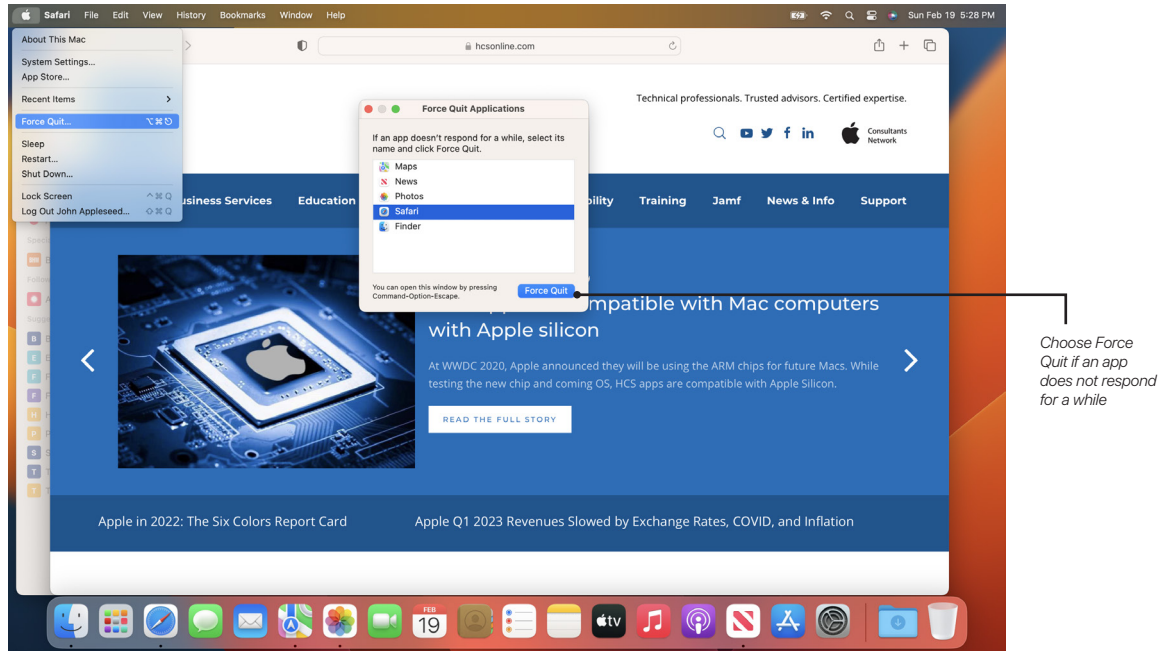 Safari File Edit View History Bookmarks Window Help
Sun Feb 19 5:28 PM
About This Mac
System Settings...
App Store...
Recent Items
Force Quit... ⌥⌘⎋
Sleep
Restart...
Shut Down...
Lock Screen ^⌘Q
Log Out John Appleseed... ⇧⌘Q
hcsonline.com
Technical professionals. Trusted advisors. Certified expertise.
f in
Consultants
Network
usiness Services Education bility Training Jamf News & Info Support
Force Quit Applications
If an app doesn't respond for a while, select its
name and click Force Quit.
Maps
News
Photos
Safari
Finder
You can open this window by pressing
Command-Option-Escape.
Force Quit
mpatible with Mac computers
with Apple silicon
At WWDC 2020, Apple announced they will be using the ARM chips for future Macs. While
testing the new chip and coming OS, HCS apps are compatible with Apple Silicon.
READ THE FULL STORY
Apple in 2022: The Six Colors Report Card
Apple Q1 2023 Revenues Slowed by Exchange Rates, COVID, and Inflation
FEB
19
tv
Choose Force
Quit if an app
does not respond
for a while